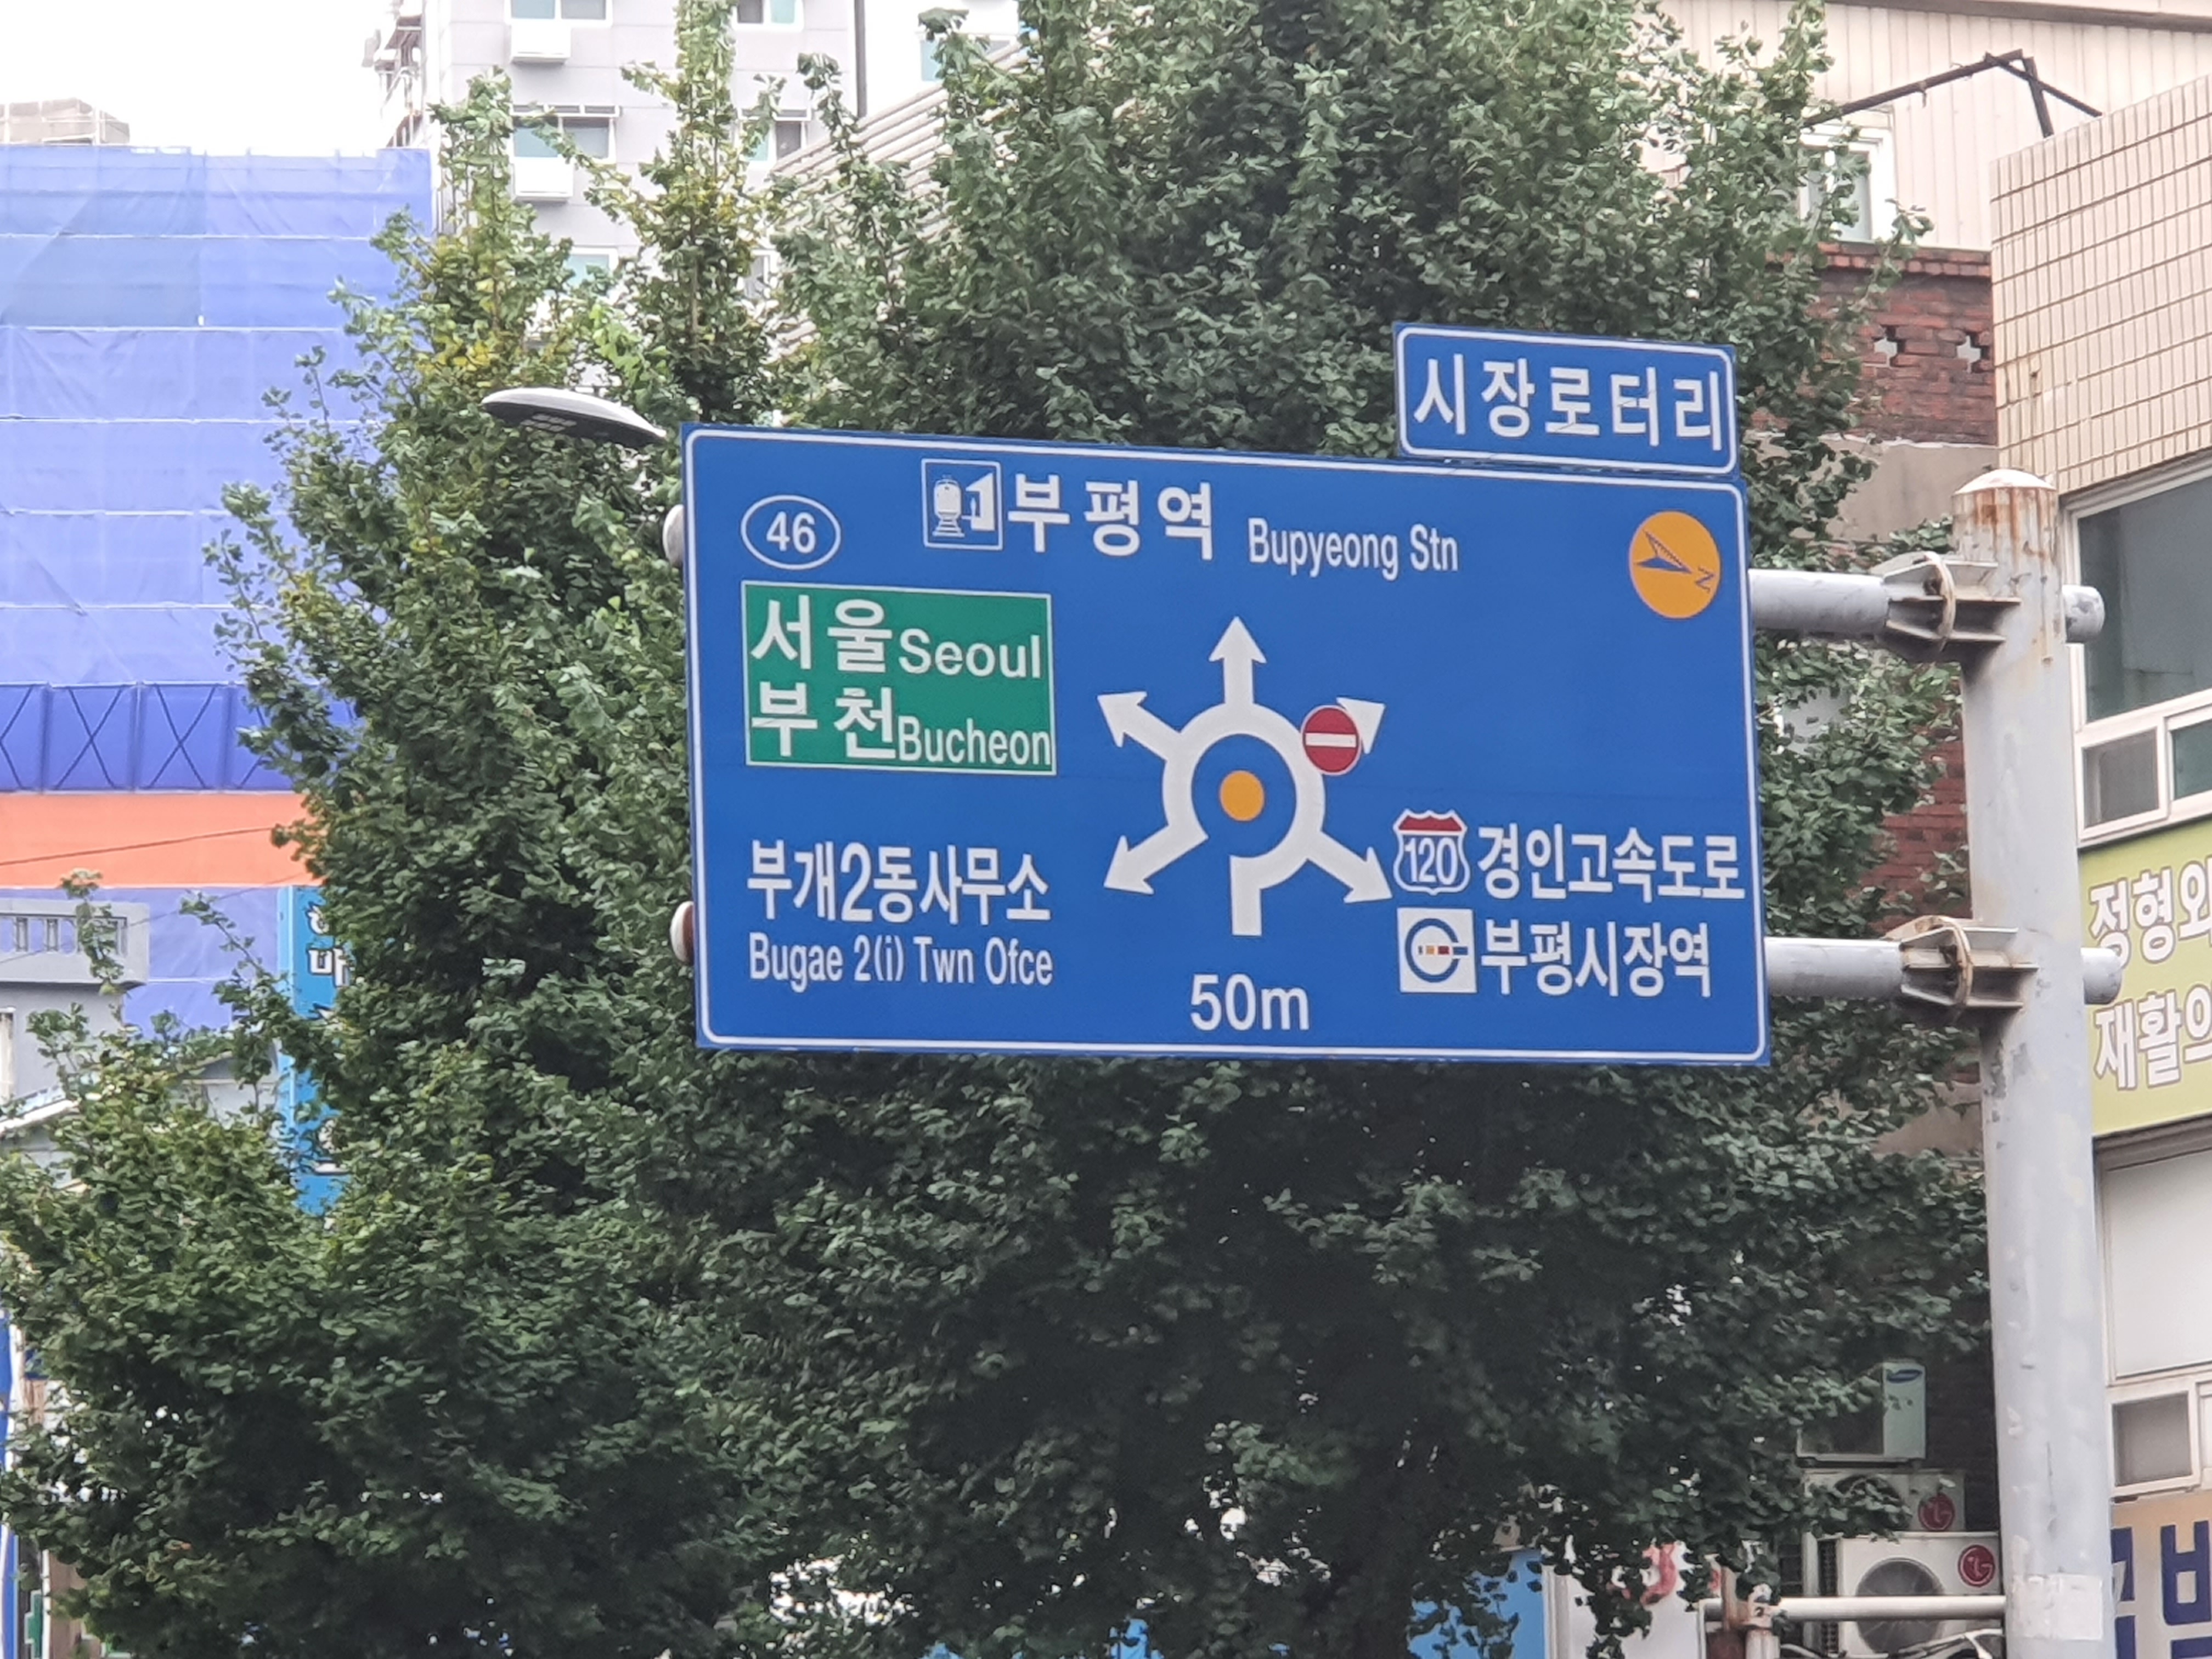 시장로터리
46
부평역 Bupyeong Stn
N
서울 Seoul
부천 Bucheon
120 경인고속도로
부개2동사무소
Bugae 2(i) Twn Ofce
부평시장역
50m
정형외
재활의
LG
LG